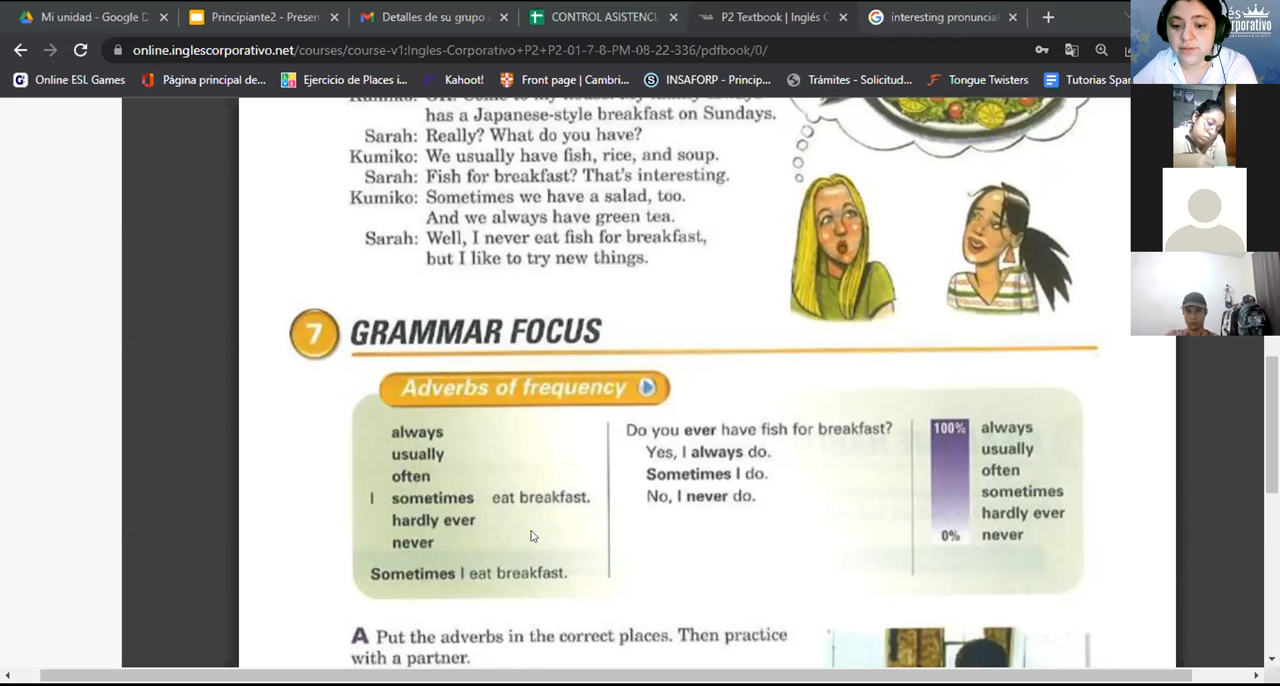 Mi unidad - Google D
Principiante2 - Presen
Detalles de su grupo
CONTROL ASISTENCI
P2 Textbook | Inglés C
interesting pronuncia
online.inglescorporativo.net/courses/course-v1:Ingles-Corporativo+P2+P2-01-7-8-PM-08-22-336/pdfbook/0/
Online ESL Games
Página principal de...
Ejercicio de Places i...
Kahoot!
Front page | Cambri...
INSAFORP - Princip...
Trámites - Solicitud...
Tongue Twisters
Tutorias Span
has a Japanese-style breakfast on Sundays.
Sarah: Really? What do you have?
Kumiko: We usually have fish, rice, and soup.
Sarah: Fish for breakfast? That's interesting.
Kumiko: Sometimes we have a salad, too.
And we always have green tea.
Sarah: Well, I never eat fish for breakfast,
but I like to try new things.
7 GRAMMAR FOCUS
Adverbs of frequency
always
usually
often
I sometimes eat breakfast.
hardly ever
never
Sometimes I eat breakfast.
Do you ever have fish for breakfast?
Yes, I always do.
Sometimes I do.
No, I never do.
100% always
usually
often
sometimes
hardly ever
0% never
A Put the adverbs in the correct places. Then practice
with a partner.